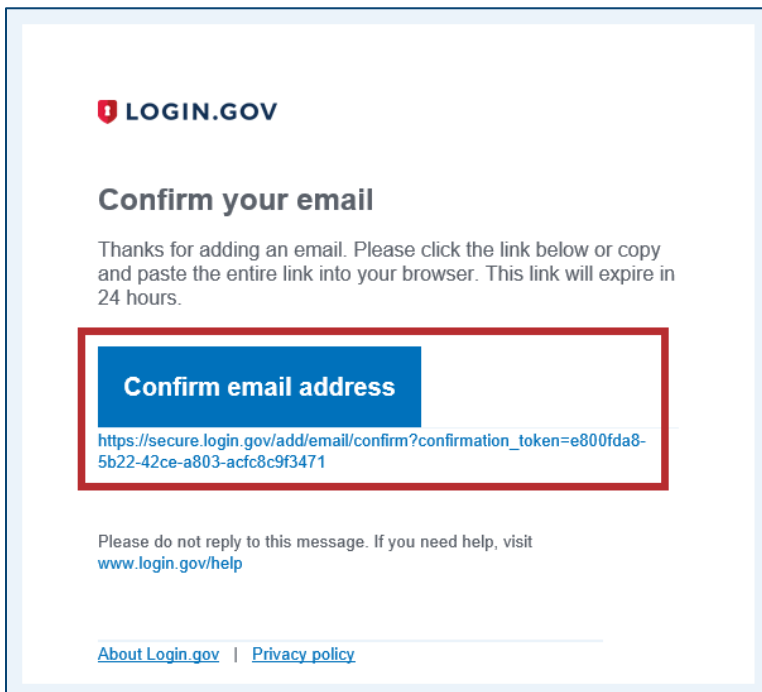 LOGIN.GOV
Confirm your email
Thanks for adding an email. Please click the link below or copy
and paste the entire link into your browser. This link will expire in
24 hours.
Confirm email address
https://secure.login.gov/add/email/confirm?confirmation_token=e800fda8-
5b22-42ce-a803-acfc8c9f3471
Please do not reply to this message. If you need help, visit
www.login.gov/help
About Login.gov | Privacy policy